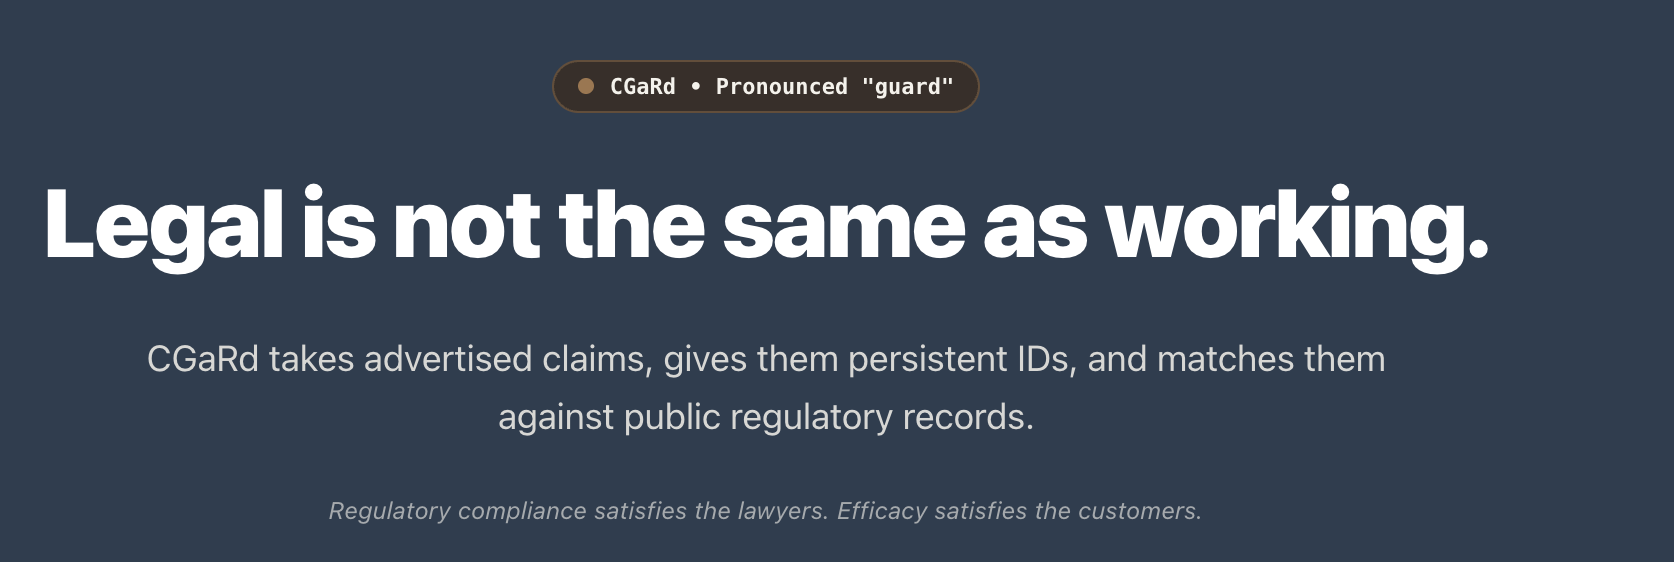 CGaRd • Pronounced "guard"
Legal is not the same as working.
CGaRd takes advertised claims, gives them persistent IDs, and matches them
against public regulatory records.
Regulatory compliance satisfies the lawyers. Efficacy satisfies the customers.